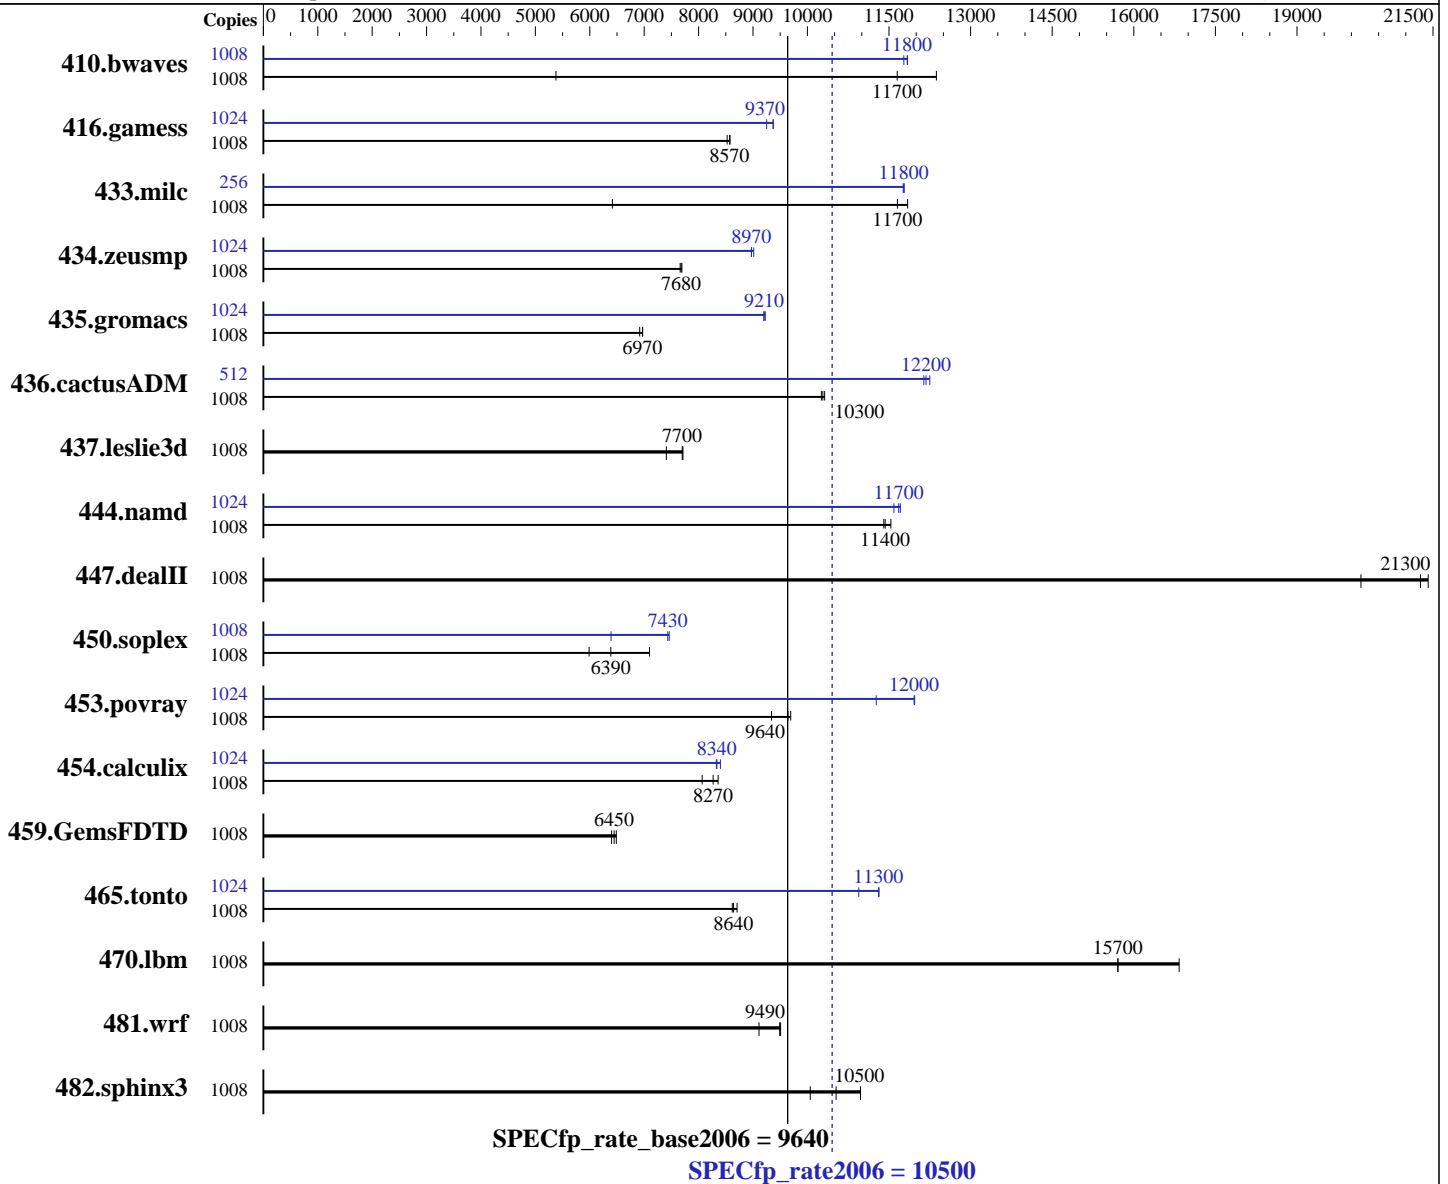 Copies 0 1000 2000 3000 4000 5000 6000 7000 8000 9000 10000 11500 13000 14500 16000 17500 19000 21500
410.bwaves 1008 11800
1008 11700
416.gamess 1024 9370
1008 8570
433.milc 256 11800
1008 11700
434.zeusmp 1024 8970
1008 7680
435.gromacs 1024 9210
1008 6970
436.cactusADM 512 12200
1008 10300
437.leslie3d 1008 7700
444.namd 1024 11700
1008 11400
447.dealII 1008 21300
450.soplex 1008 7430
1008 6390
453.povray 1024 12000
1008 9640
454.calculix 1024 8340
1008 8270
459.GemsFDTD 1008 6450
465.tonto 1024 11300
1008 8640
470.lbm 1008 15700
481.wrf 1008 9490
482.sphinx3 1008 10500
SPECfp_rate_base2006 = 9640
SPECfp_rate2006 = 10500